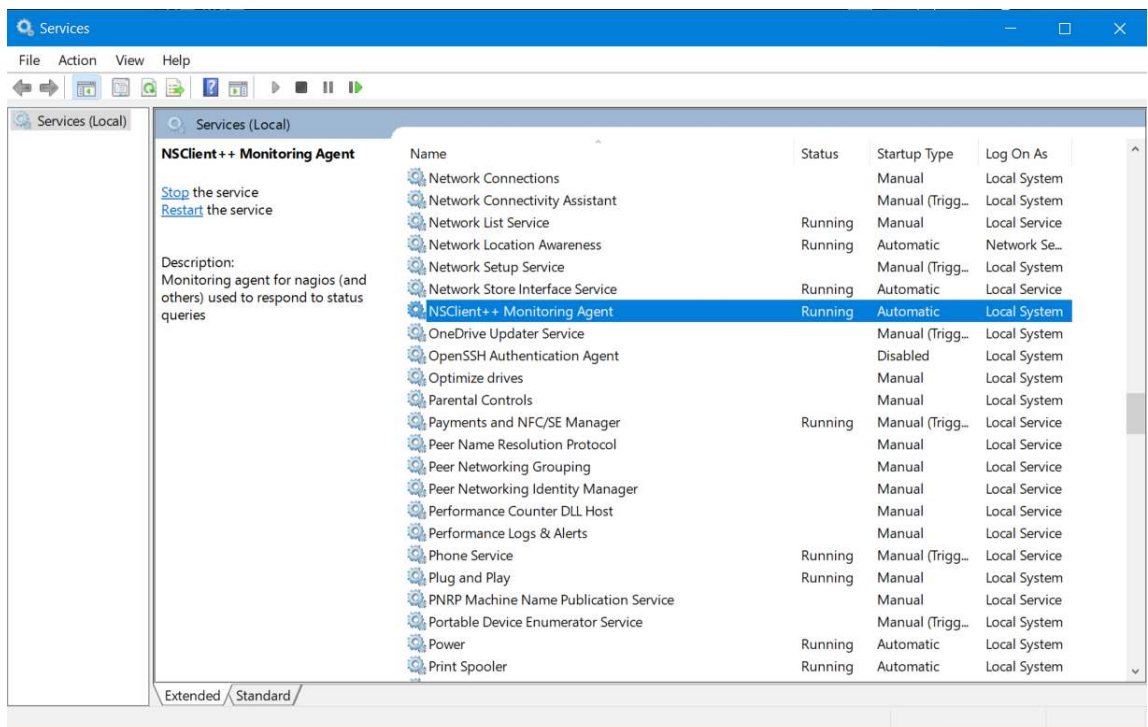 Services
File Action View Help
Services (Local)
Services (Local)
NSClient++ Monitoring Agent
Stop the service
Restart the service
Description:
Monitoring agent for nagios (and
others) used to respond to status
queries
Name Status Startup Type Log On As
Network Connections Manual Local System
Network Connectivity Assistant Manual (Trigg... Local System
Network List Service Running Manual Local Service
Network Location Awareness Running Automatic Network Se...
Network Setup Service Manual (Trigg... Local System
Network Store Interface Service Running Automatic Local Service
NSClient++ Monitoring Agent Running Automatic Local System
OneDrive Updater Service Manual (Trigg... Local System
OpenSSH Authentication Agent Disabled Local System
Optimize drives Manual Local System
Parental Controls Manual Local System
Payments and NFC/SE Manager Running Manual (Trigg... Local Service
Peer Name Resolution Protocol Manual Local Service
Peer Networking Grouping Manual Local Service
Peer Networking Identity Manager Manual Local Service
Performance Counter DLL Host Manual Local Service
Performance Logs & Alerts Manual Local Service
Phone Service Running Manual (Trigg... Local Service
Plug and Play Running Manual Local System
PNRP Machine Name Publication Service Manual Local Service
Portable Device Enumerator Service Manual (Trigg... Local System
Power Running Automatic Local System
Print Spooler Running Automatic Local System
Extended Standard